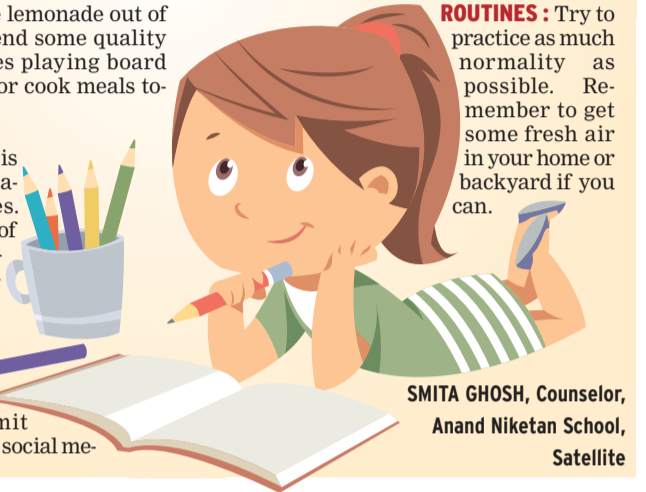 lemonade out of
end some quality
es playing board
or cook meals to-
is
a-
es.
of
mit
social me-
ROUTINES : Try to
practice as much
normality as
possible. Re-
member to get
some fresh air
in your home or
backyard if you
can.
SMITA GHOSH, Counselor,
Anand Niketan School,
Satellite